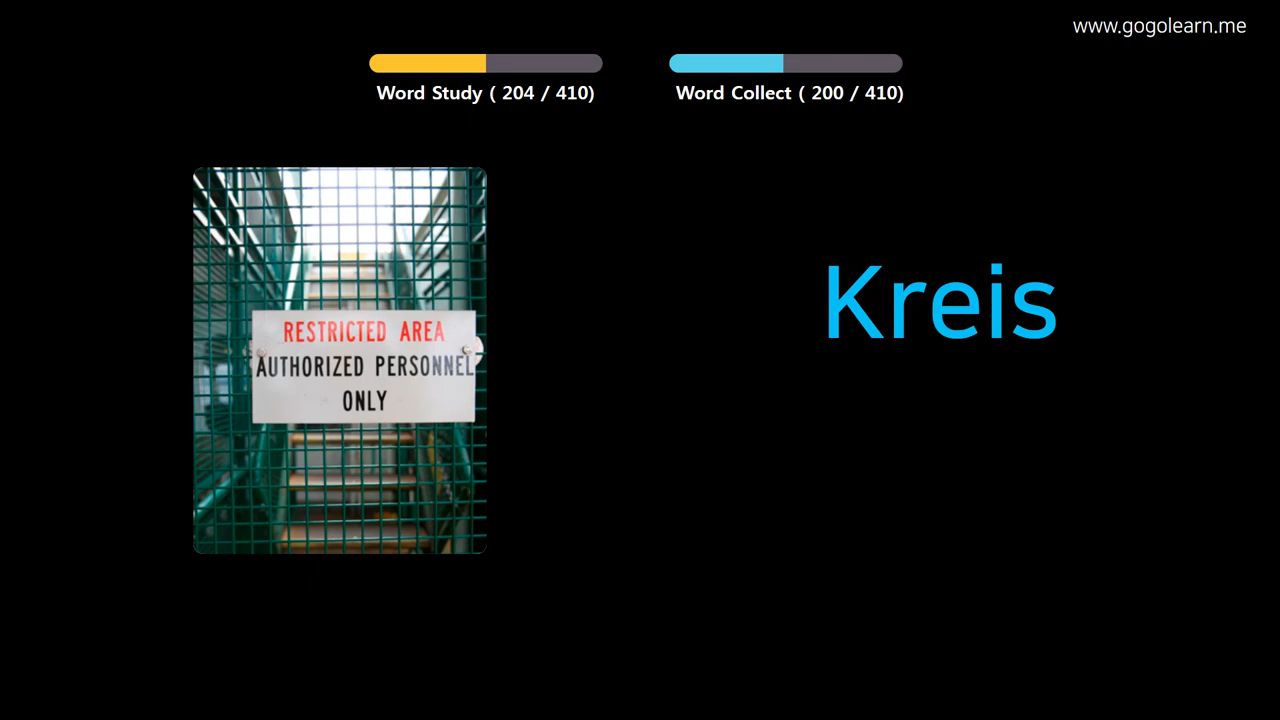 www.gogolearn.me
Word Study ( 204 / 410)
Word Collect ( 200 / 410)
RESTRICTED AREA
AUTHORIZED PERSONNEL
ONLY
Kreis